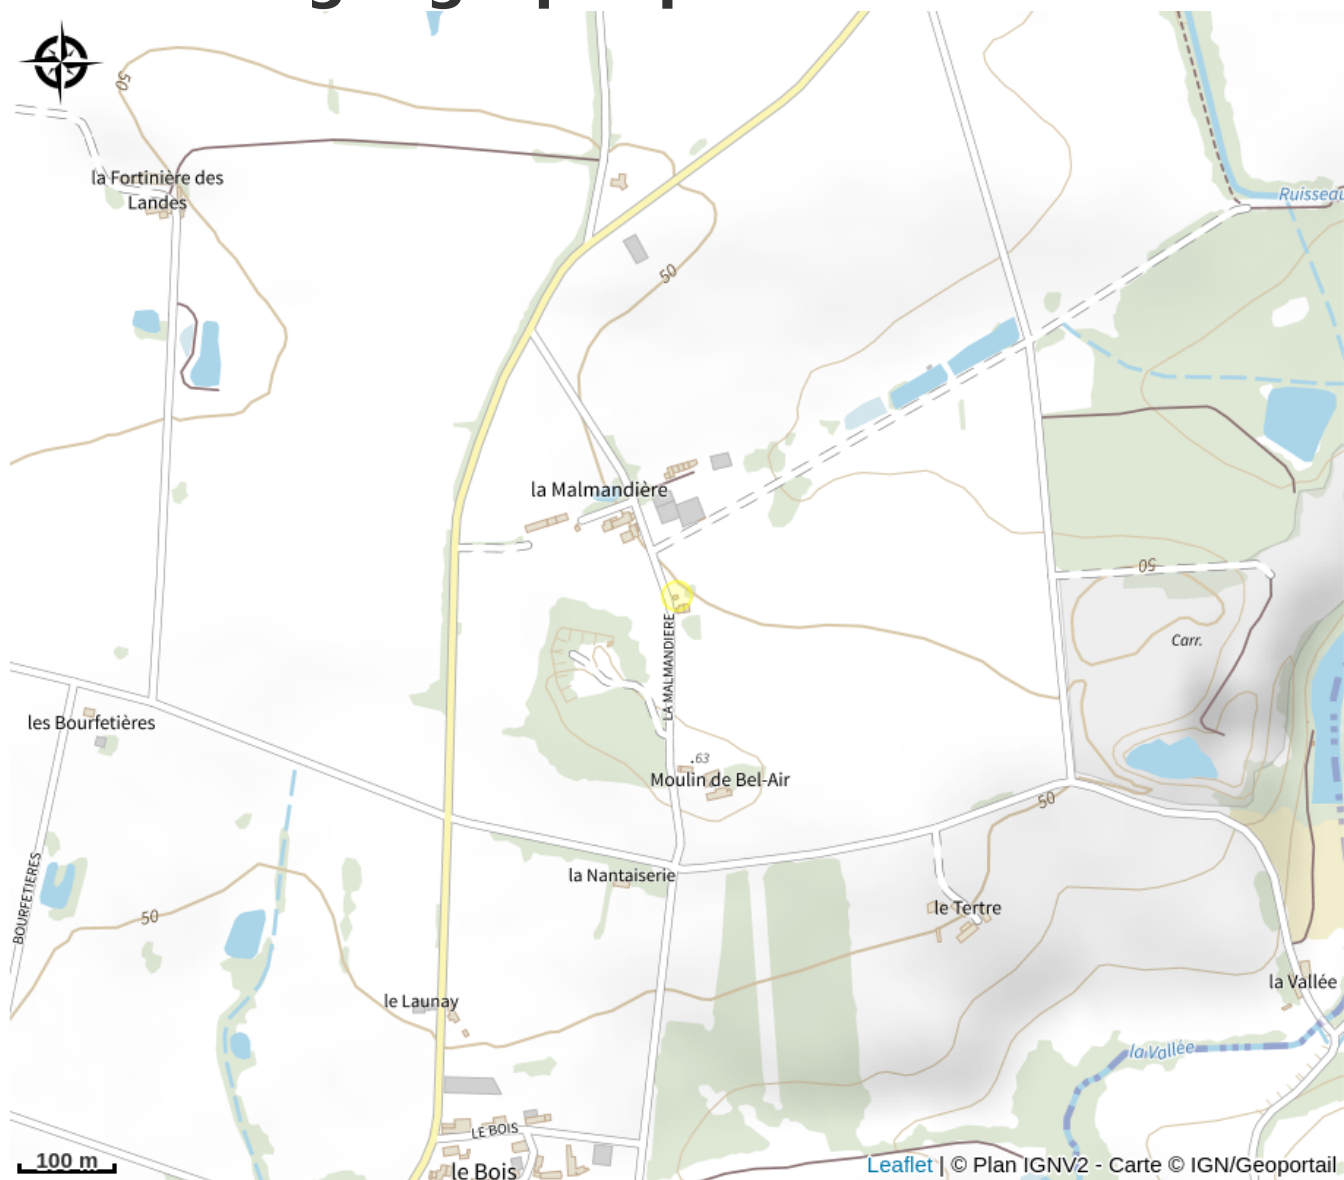 50
la Fortinière des
Landes
Ruisseau
50
la Malmandière
50
Carr.
LA MALMANDIERE
les Bourfetières
.63
Moulin de Bel-Air
50
BOURFETIERES
la Nantaiserie
le Tertre
50
la Vallée
le Launay
la Vallée
LE BOIS
le Bois
100 m
Leaflet | © Plan IGNV2 - Carte © IGN/Geoportail